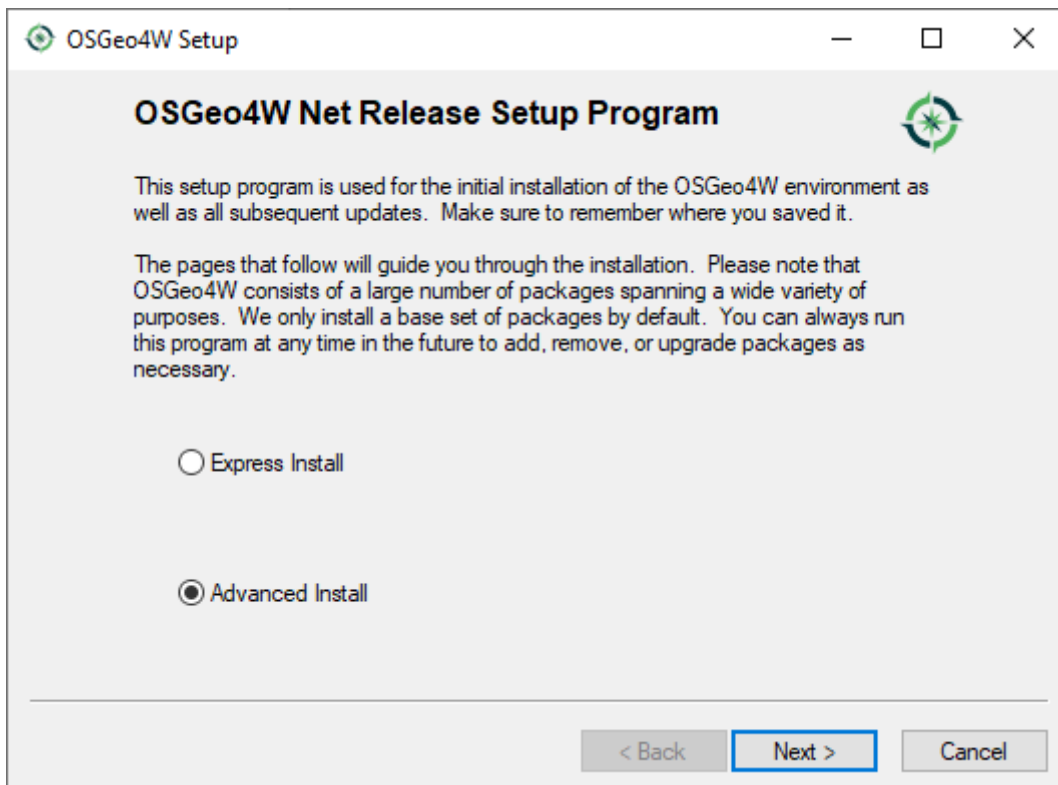 OSGeo4W Setup
OSGeo4W Net Release Setup Program
This setup program is used for the initial installation of the OSGeo4W environment as
well as all subsequent updates.  Make sure to remember where you saved it.
The pages that follow will guide you through the installation.  Please note that
OSGeo4W consists of a large number of packages spanning a wide variety of
purposes.  We only install a base set of packages by default.  You can always run
this program at any time in the future to add, remove, or upgrade packages as
necessary.
Express Install
Advanced Install
< Back
Next >
Cancel